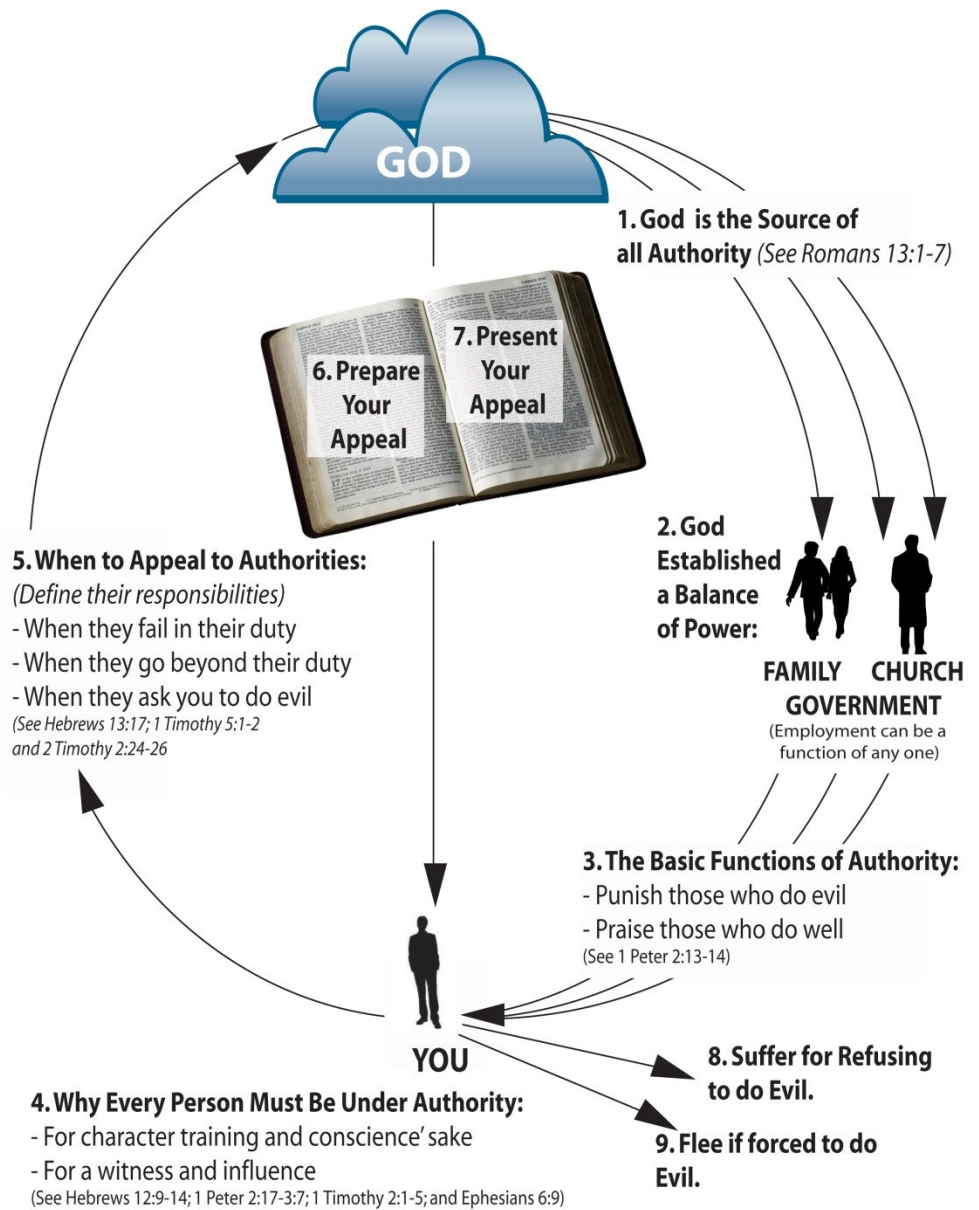 GOD
1. God is the Source of
all Authority (See Romans 13:1-7)
6. Prepare
Your
Appeal
7. Present
Your
Appeal
2. God
Established
a Balance
of Power:
FAMILY CHURCH
GOVERNMENT
(Employment can be a
function of any one)
3. The Basic Functions of Authority:
- Punish those who do evil
- Praise those who do well
(See 1 Peter 2:13-14)
YOU
4. Why Every Person Must Be Under Authority:
- For character training and conscience' sake
- For a witness and influence
(See Hebrews 12:9-14; 1 Peter 2:17-3:7; 1 Timothy 2:1-5; and Ephesians 6:9)
5. When to Appeal to Authorities:
(Define their responsibilities)
- When they fail in their duty
- When they go beyond their duty
- When they ask you to do evil
(See Hebrews 13:17; 1 Timothy 5:1-2
and 2 Timothy 2:24-26
8. Suffer for Refusing
to do Evil.
9. Flee if forced to do
Evil.